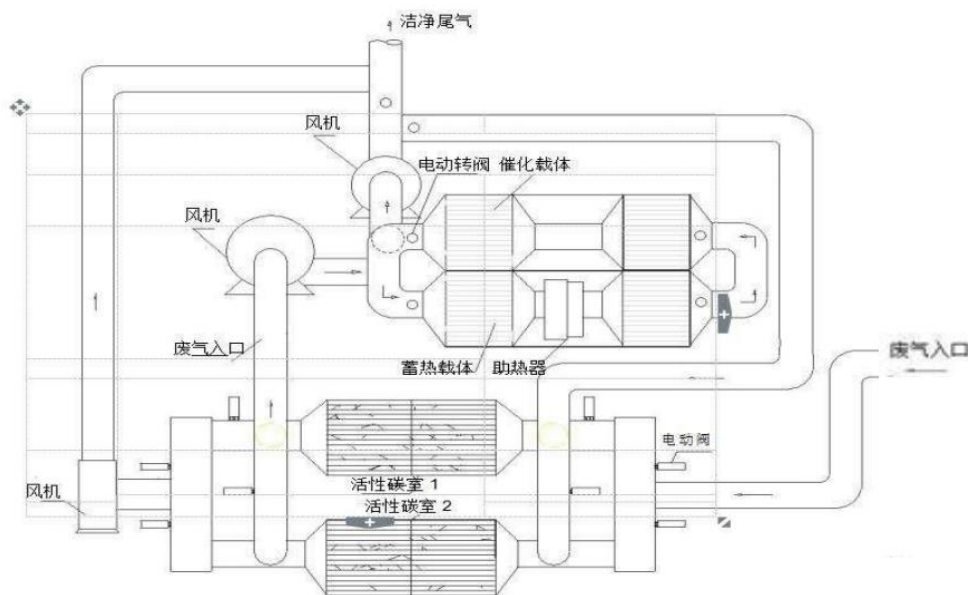 洁净尾气
风机
电动转阀 催化载体
风机
废气入口
蓄热载体 助热器
废气入口
电动阀
活性碳室 1
风机
活性碳室 2